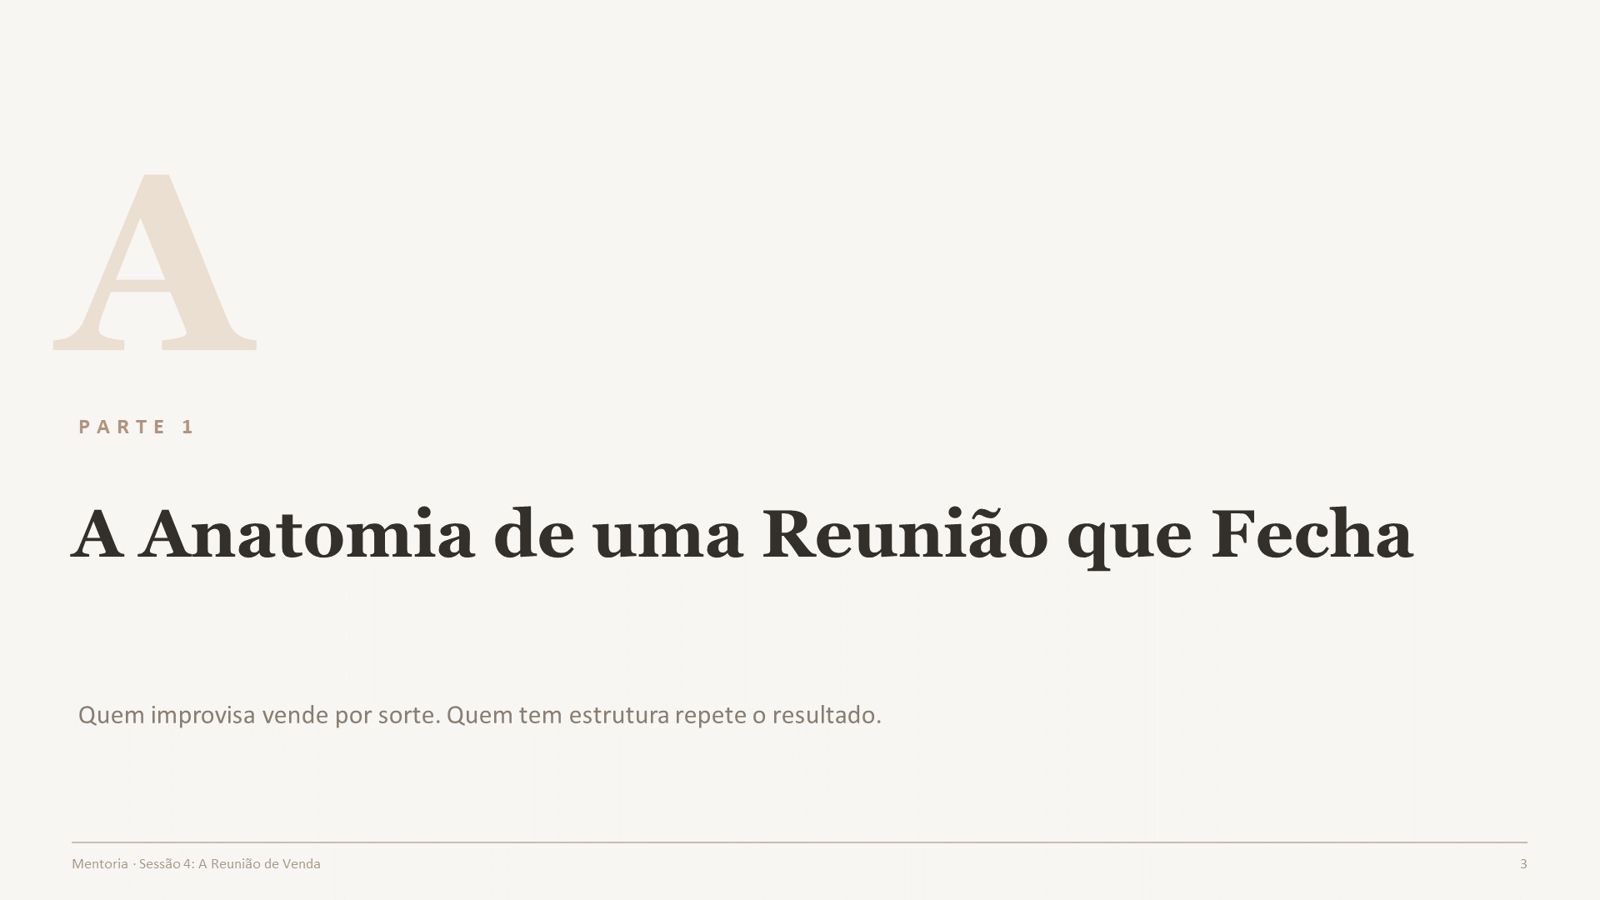 A
PARTE 1
A Anatomia de uma Reunião que Fecha
Quem improvisa vende por sorte. Quem tem estrutura repete o resultado.
Mentoria · Sessão 4: A Reunião de Venda
3